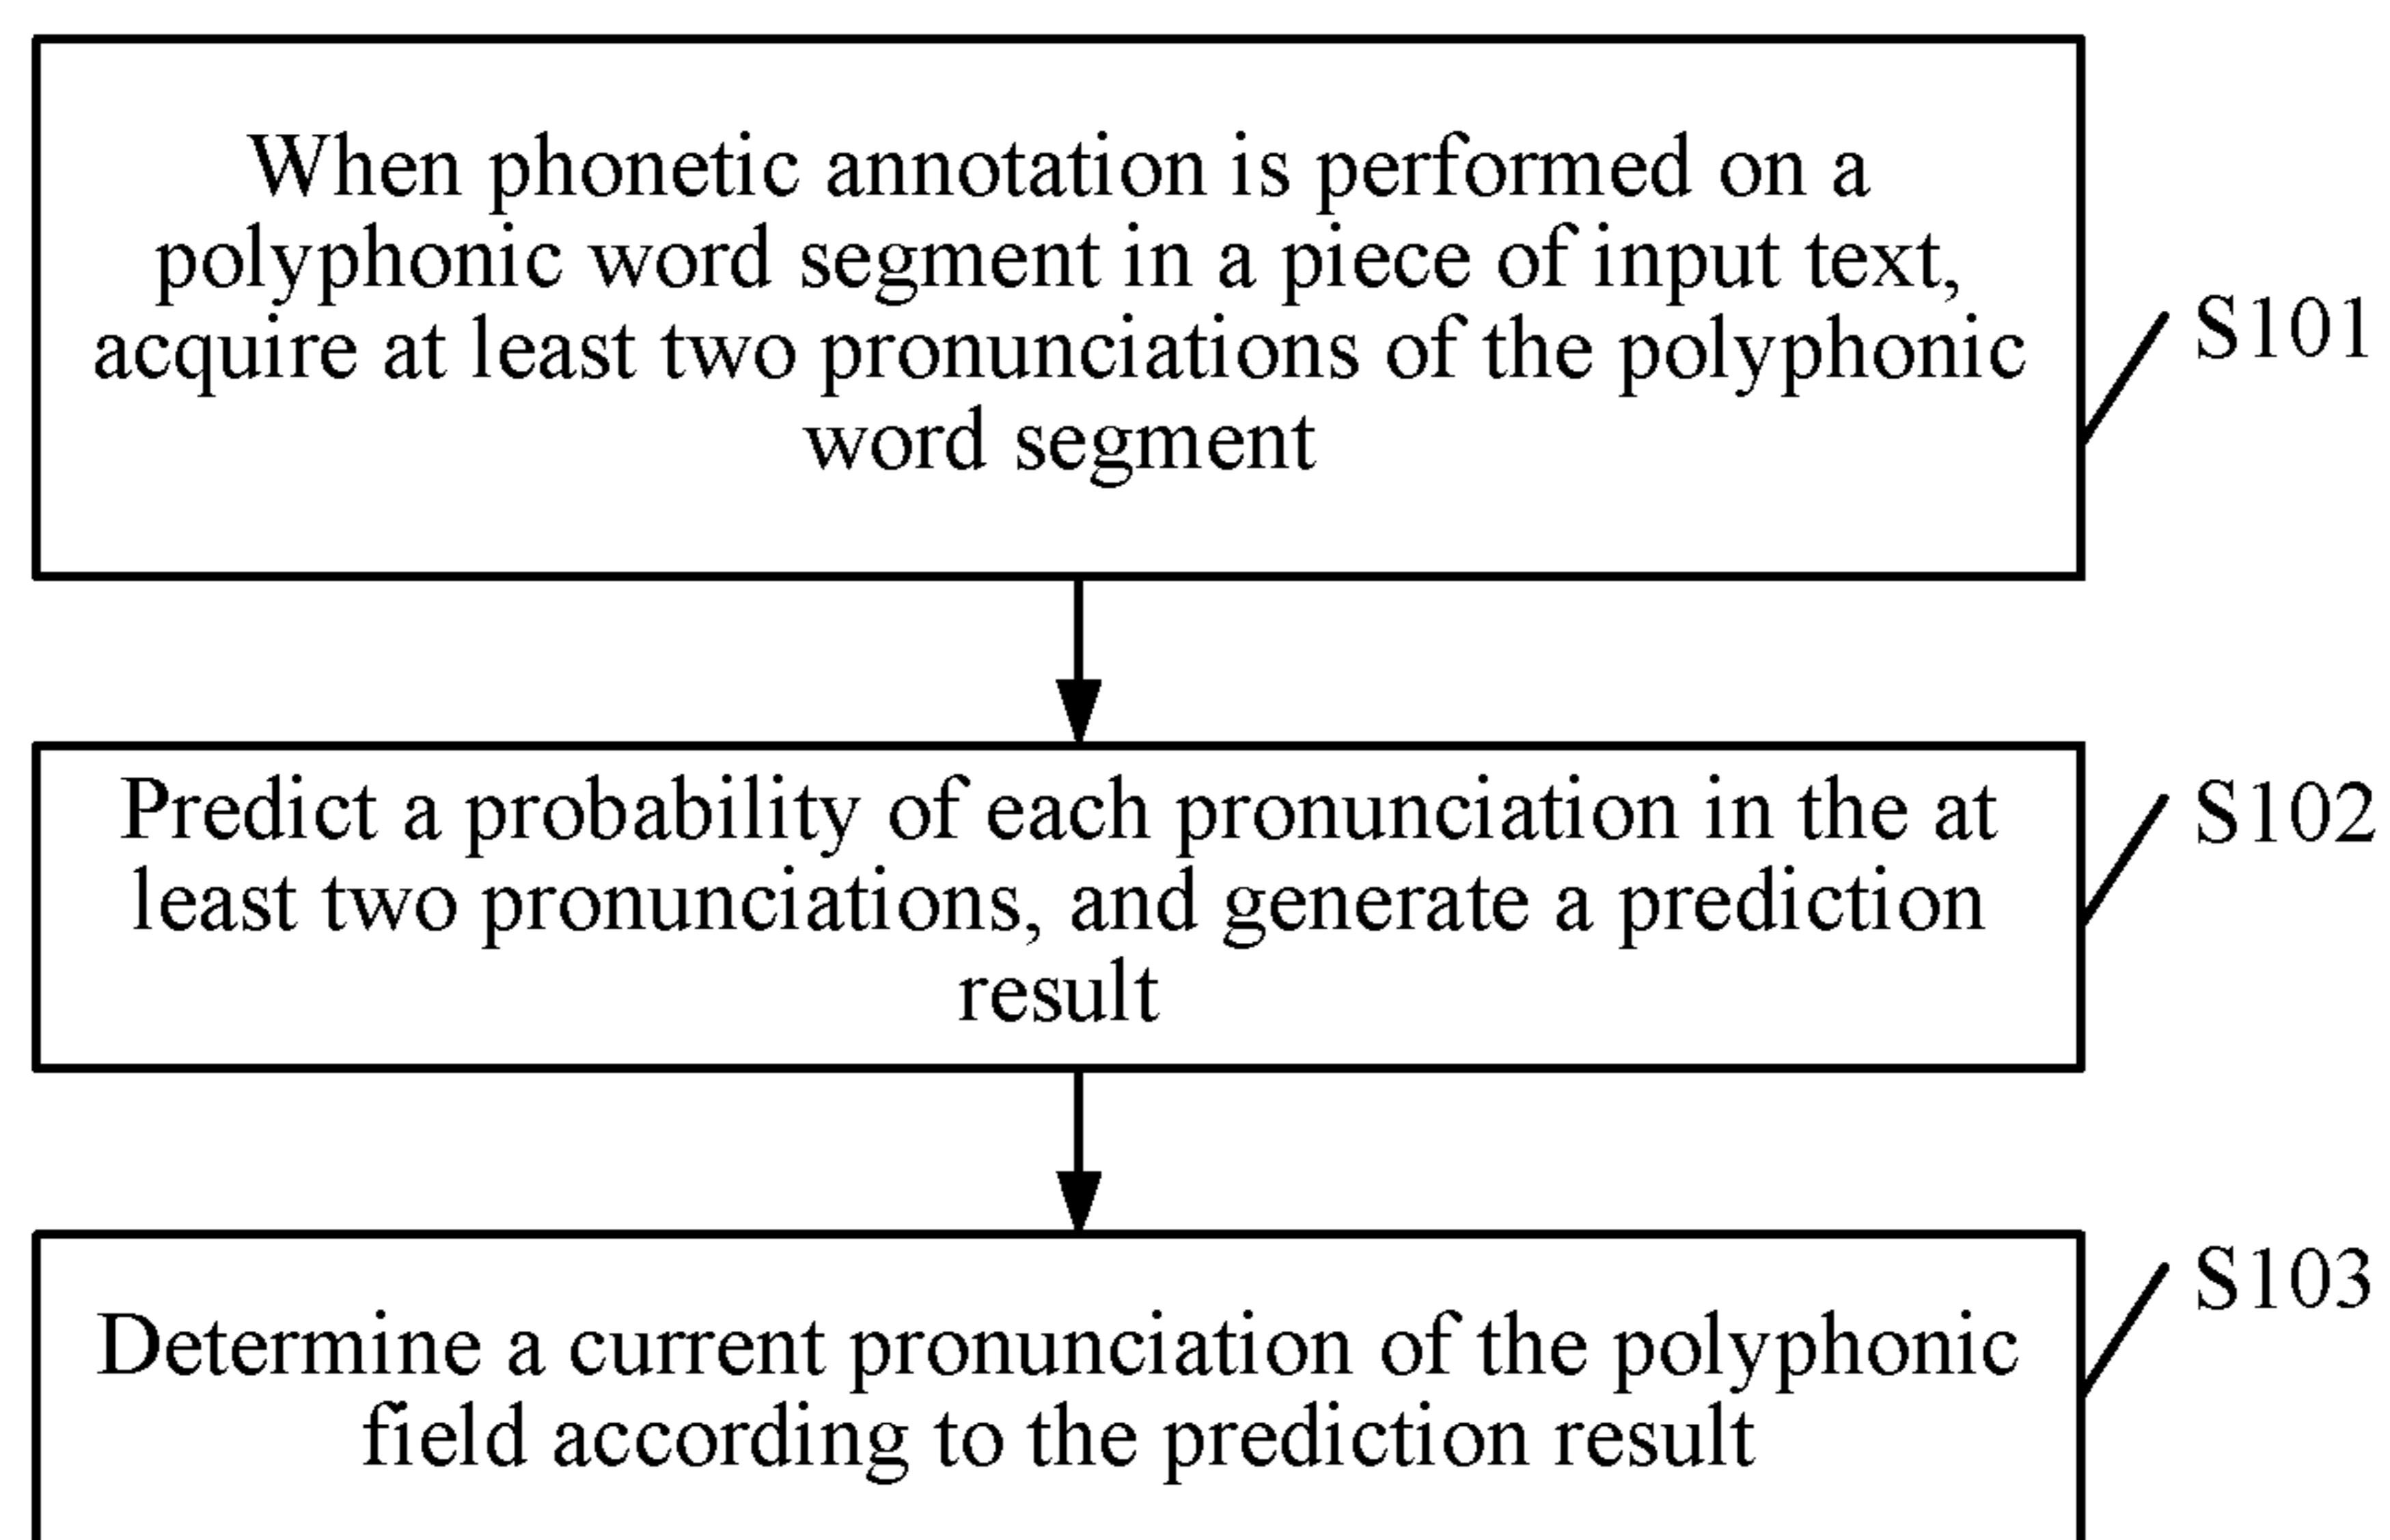 When phonetic annotation is performed on a
polyphonic word segment in a piece of input text,
acquire at least two pronunciations of the polyphonic
word segment
S101
Predict a probability of each pronunciation in the at
least two pronunciations, and generate a prediction
result
S102
Determine a current pronunciation of the polyphonic
field according to the prediction result
S103